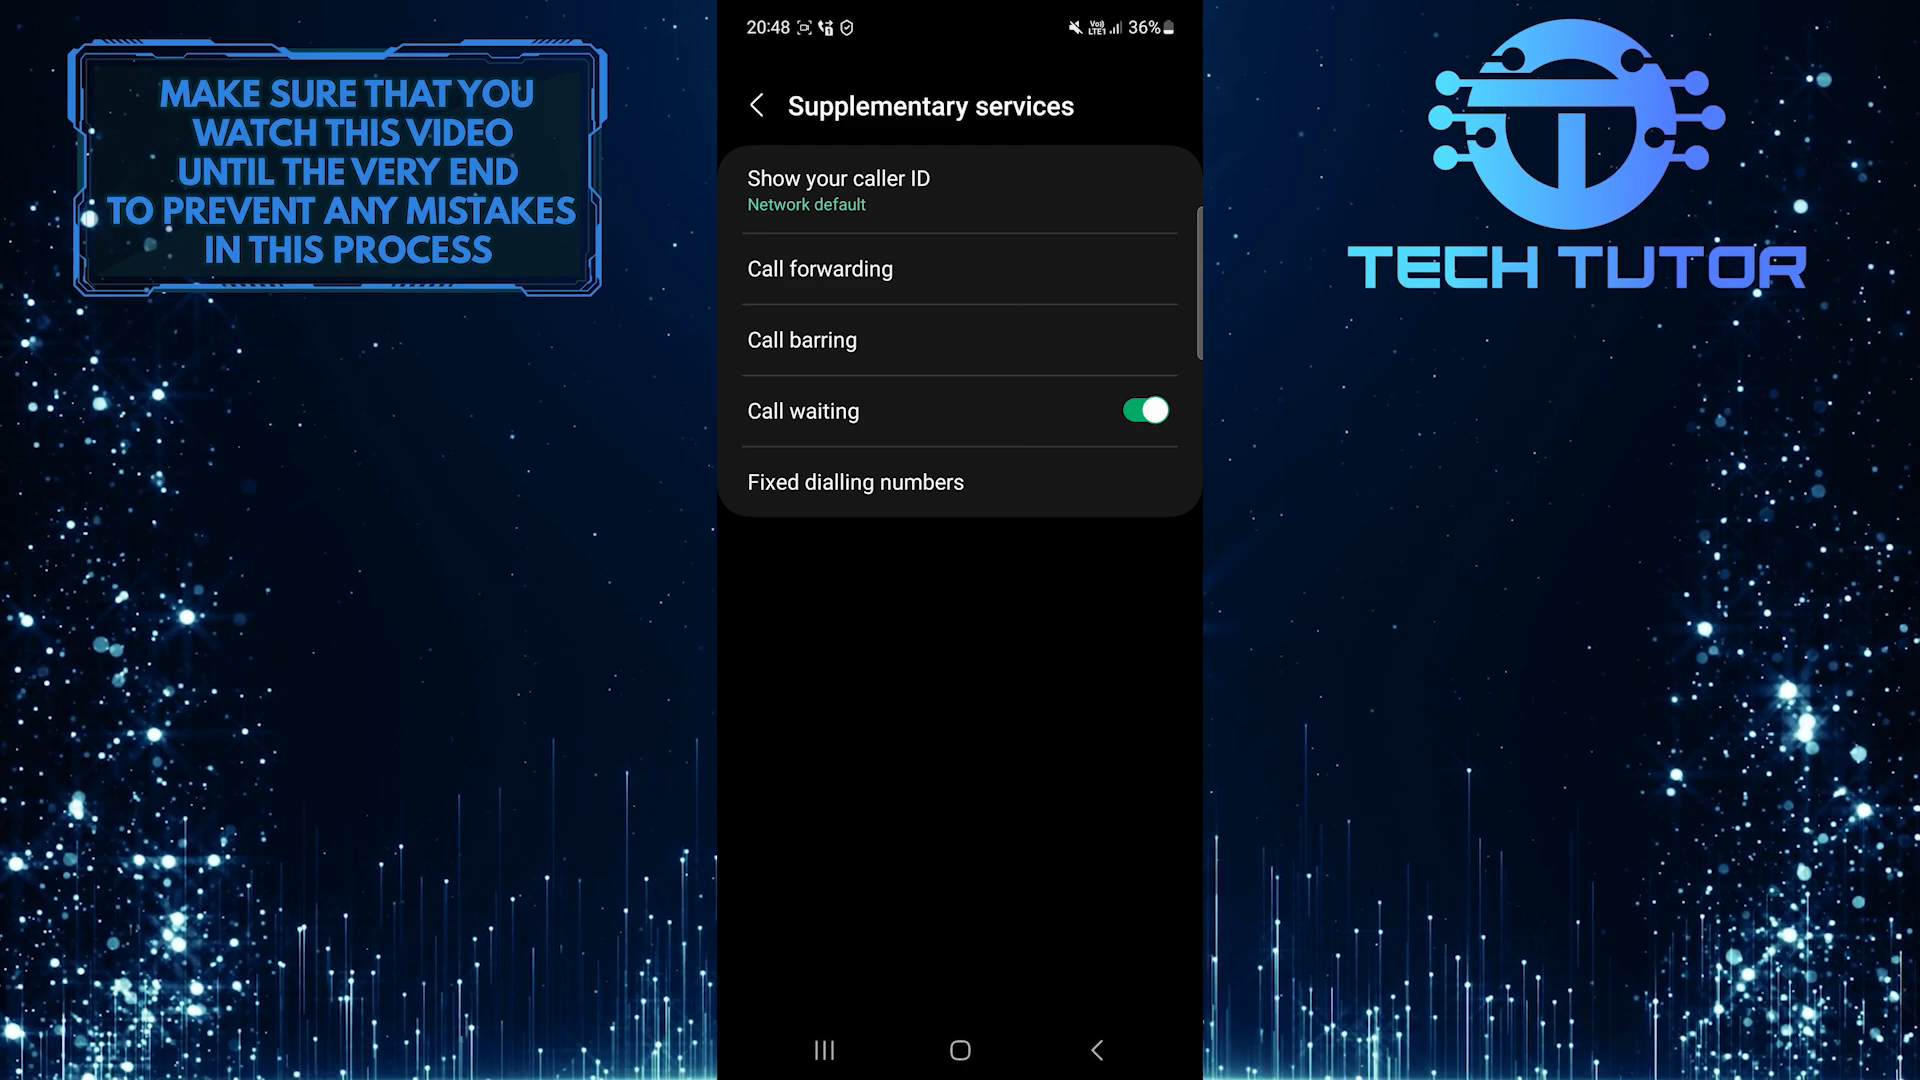 MAKE SURE THAT YOU
WATCH THIS VIDEO
UNTIL THE VERY END
TO PREVENT ANY MISTAKES
IN THIS PROCESS
20:48
Vo)) LTE1 36%
Supplementary services
Show your caller ID
Network default
Call forwarding
Call barring
Call waiting
Fixed dialling numbers
TECH TUTOR